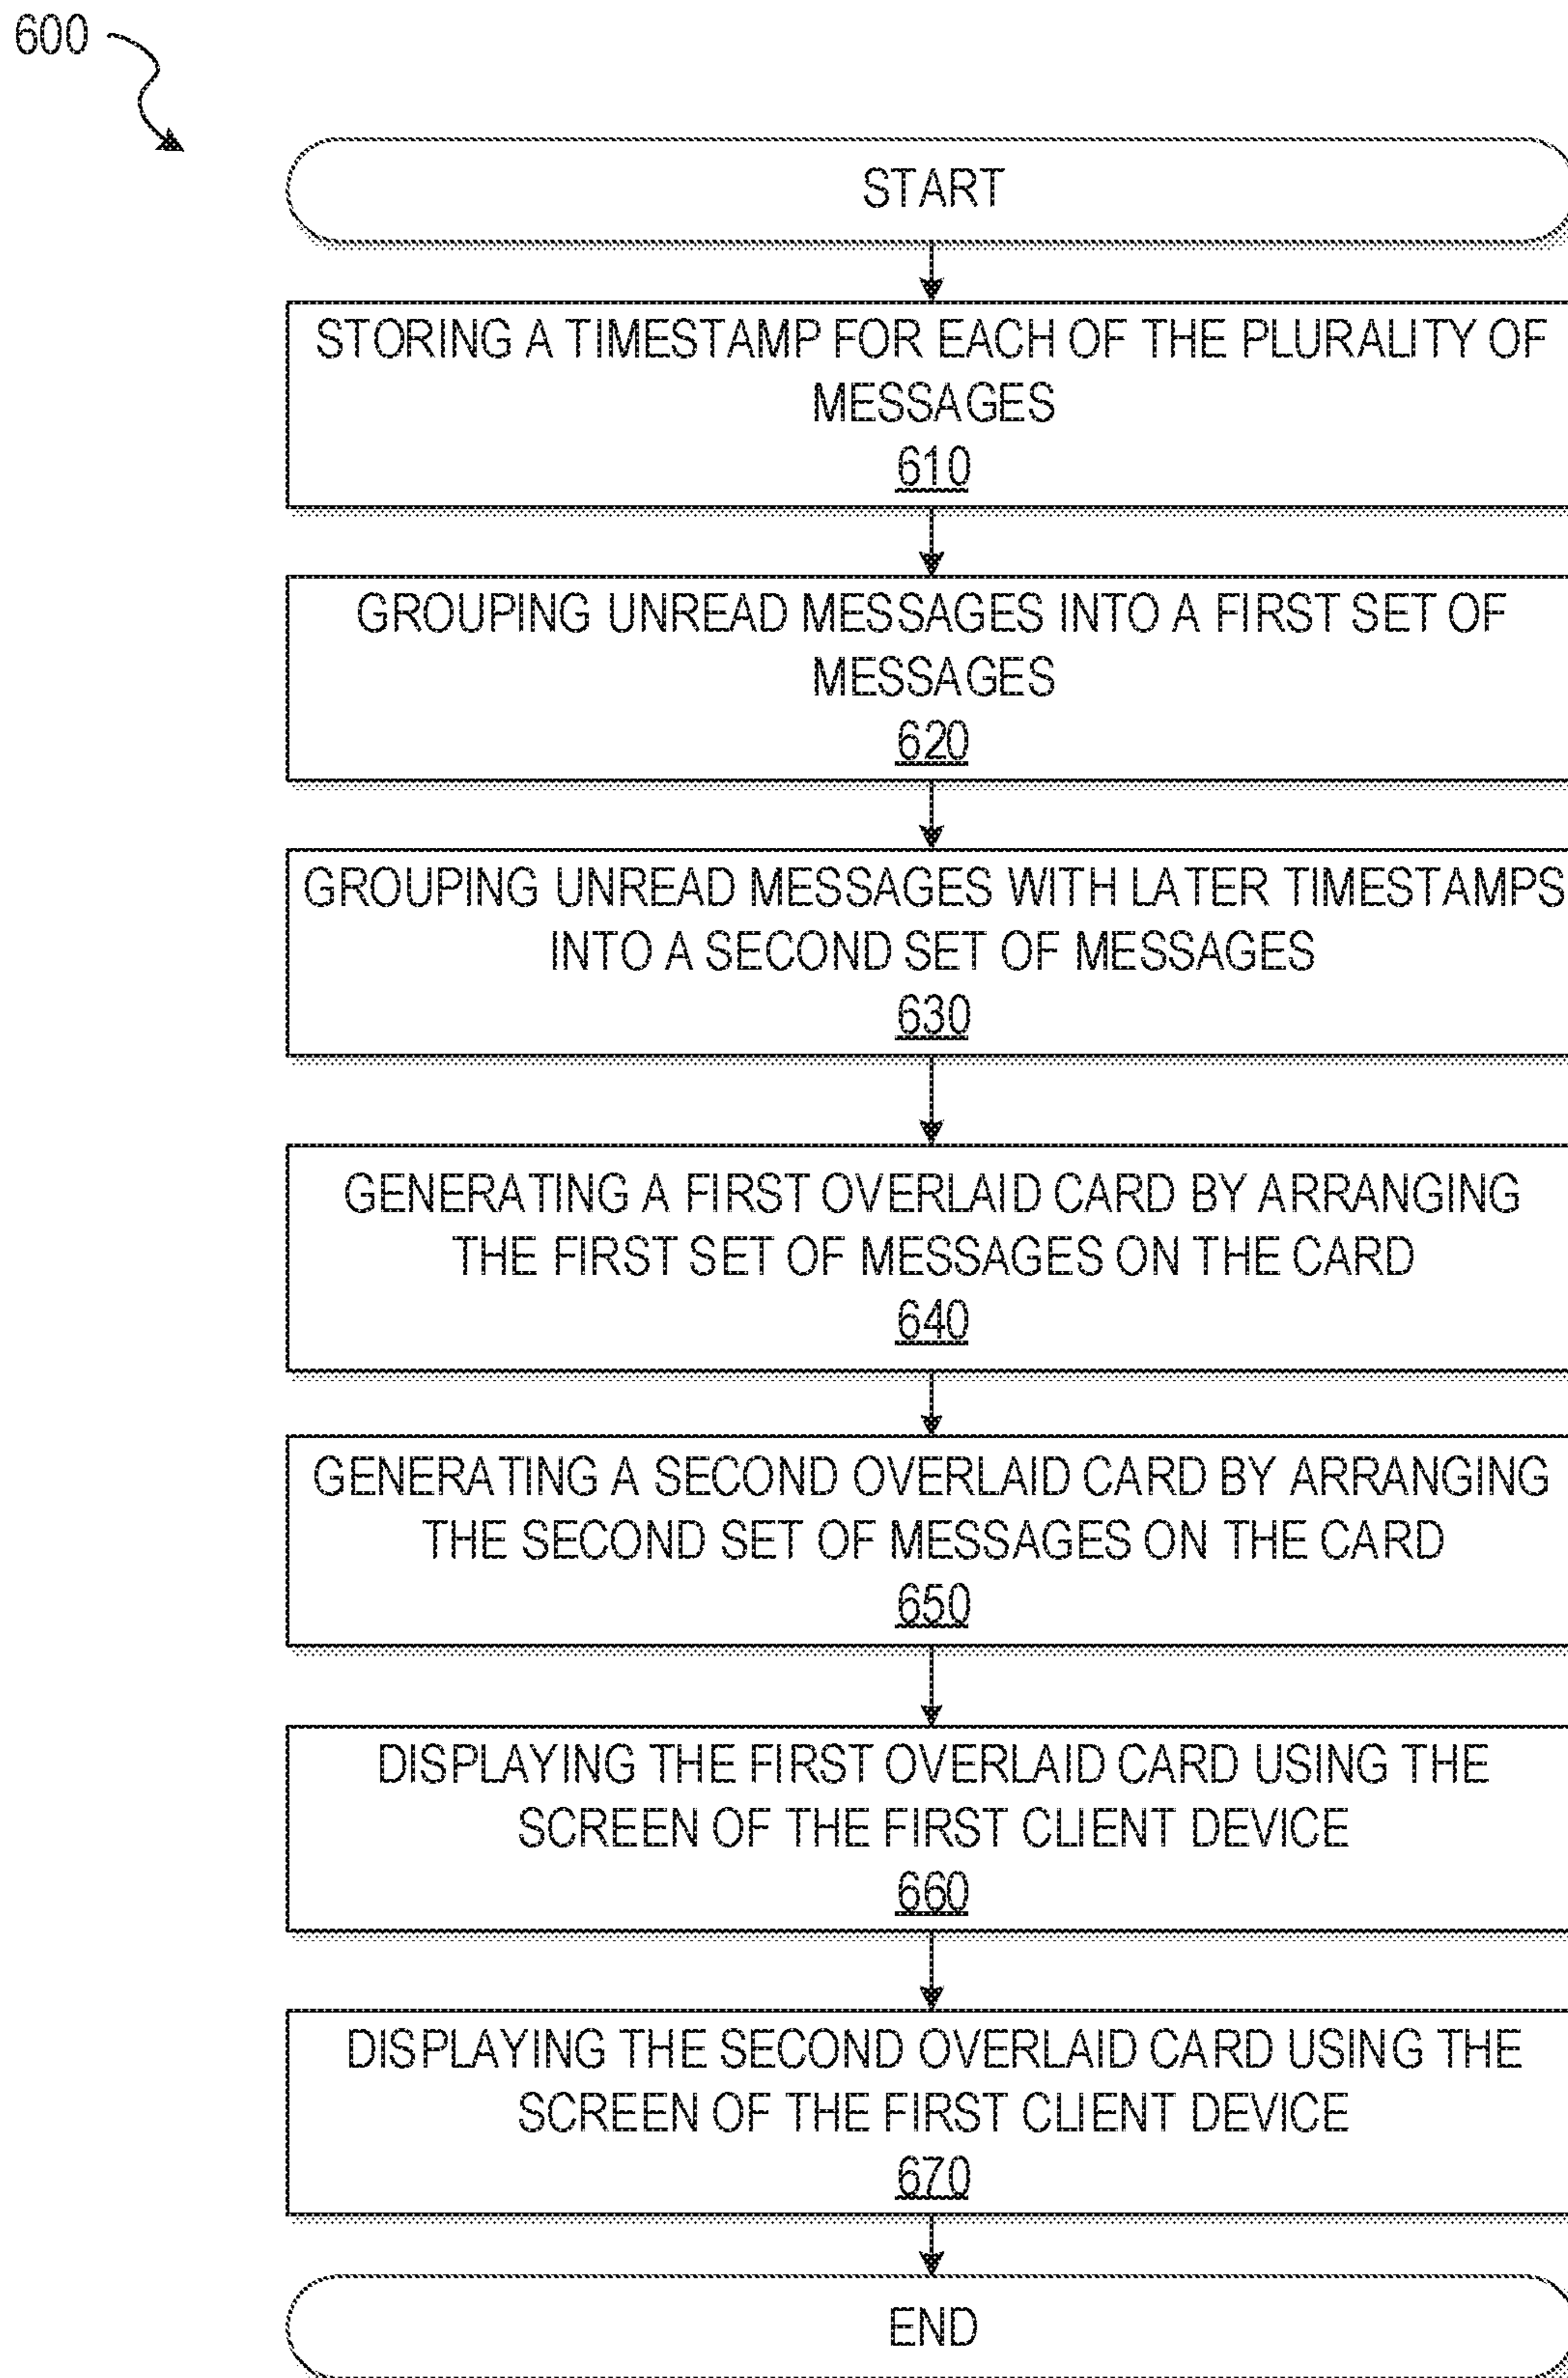 600
START
STORING A TIMESTAMP FOR EACH OF THE PLURALITY OF
MESSAGES
610
GROUPING UNREAD MESSAGES INTO A FIRST SET OF
MESSAGES
620
GROUPING UNREAD MESSAGES WITH LATER TIMESTAMPS
INTO A SECOND SET OF MESSAGES
630
GENERATING A FIRST OVERLAID CARD BY ARRANGING
THE FIRST SET OF MESSAGES ON THE CARD
640
GENERATING A SECOND OVERLAID CARD BY ARRANGING
THE SECOND SET OF MESSAGES ON THE CARD
650
DISPLAYING THE FIRST OVERLAID CARD USING THE
SCREEN OF THE FIRST CLIENT DEVICE
660
DISPLAYING THE SECOND OVERLAID CARD USING THE
SCREEN OF THE FIRST CLIENT DEVICE
670
END